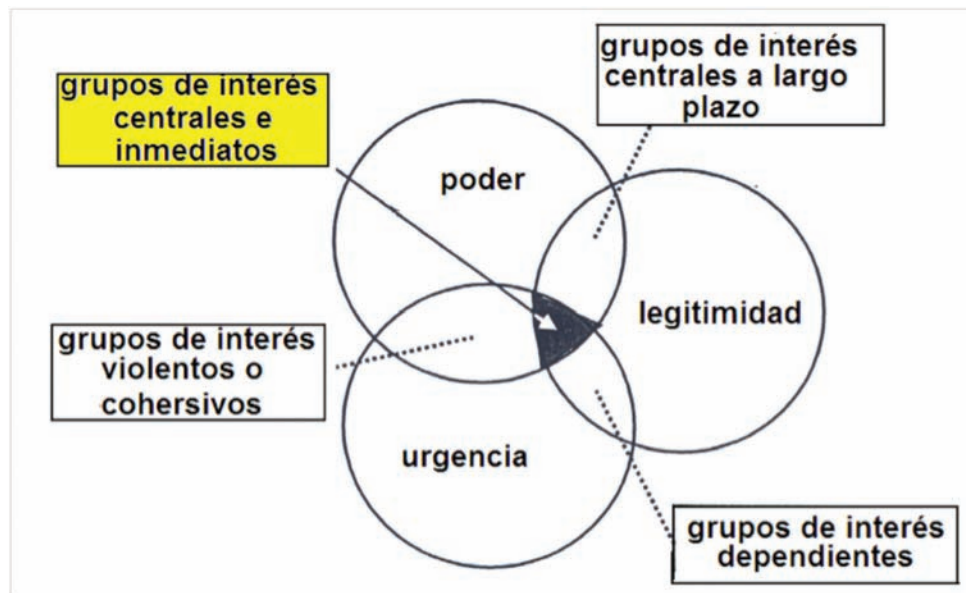 grupos de interés
centrales e
inmediatos
grupos de interés
centrales a largo
plazo
poder
legitimidad
grupos de interés
violentos o
cohersivos
urgencia
grupos de interés
dependientes